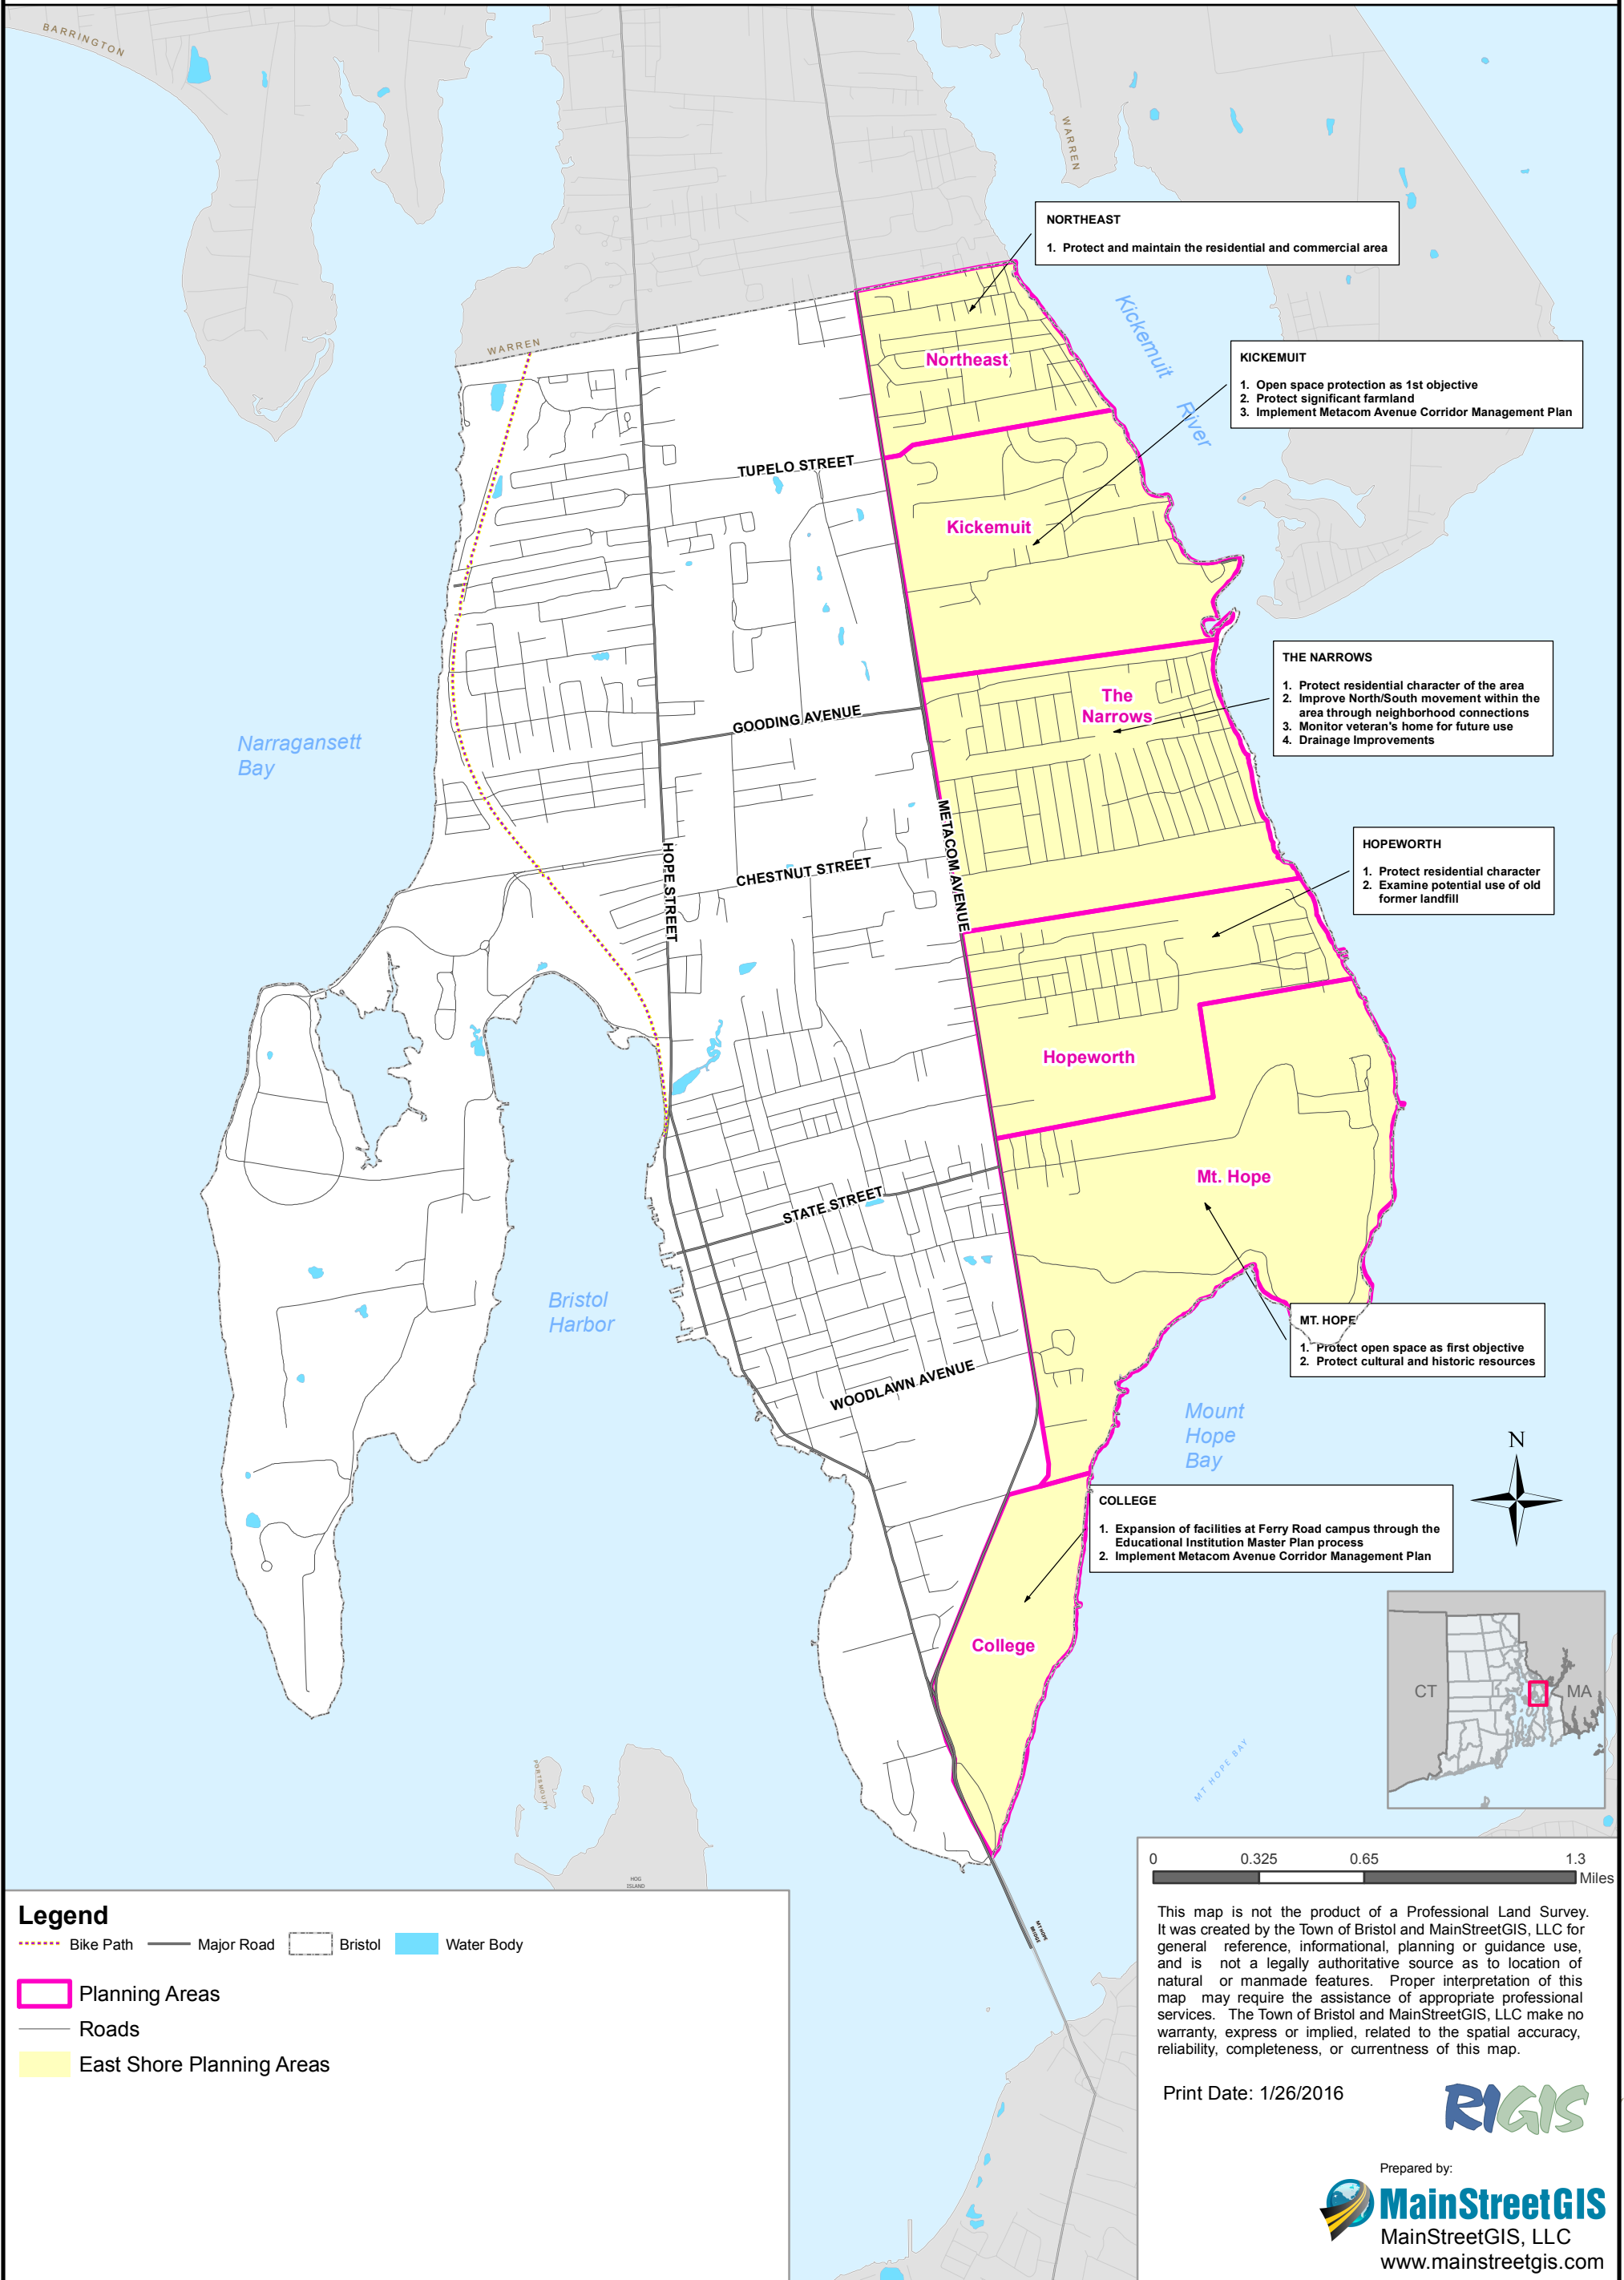 BARRINGTON
WARREN
NORTHEAST
1. Protect and maintain the residential and commercial area
Kickemuit
River
WARREN
Northeast
KICKEMUIT
1. Open space protection as 1st objective
2. Protect significant farmland
3. Implement Metacom Avenue Corridor Management Plan
TUPELO STREET
Kickemuit
THE NARROWS
1. Protect residential character of the area
2. Improve North/South movement within the
area through neighborhood connections
3. Monitor veteran's home for future use
4. Drainage Improvements
The
Narrows
GOODING AVENUE
Narragansett
Bay
METACOM AVENUE
HOPE STREET
CHESTNUT STREET
HOPEWORTH
1. Protect residential character
2. Examine potential use of old
former landfill
Hopeworth
Mt. Hope
STATE STREET
Bristol
Harbor
MT. HOPE
1. Protect open space as first objective
2. Protect cultural and historic resources
WOODLAWN AVENUE
Mount
Hope
Bay
N
COLLEGE
1. Expansion of facilities at Ferry Road campus through the
Educational Institution Master Plan process
2. Implement Metacom Avenue Corridor Management Plan
College
CT
MA
MT HOPE BAY
PORTSMOUTH
HOG
ISLAND
MT HOPE
BRIDGE
0 0.325 0.65 1.3
Miles
Legend
Bike Path Major Road Bristol Water Body
Planning Areas
Roads
East Shore Planning Areas
This map is not the product of a Professional Land Survey.
It was created by the Town of Bristol and MainStreetGIS, LLC for
general reference, informational, planning or guidance use,
and is not a legally authoritative source as to location of
natural or manmade features. Proper interpretation of this
map may require the assistance of appropriate professional
services. The Town of Bristol and MainStreetGIS, LLC make no
warranty, express or implied, related to the spatial accuracy,
reliability, completeness, or currentness of this map.
Print Date: 1/26/2016
RIGIS
Prepared by:
MainStreetGIS
MainStreetGIS, LLC
www.mainstreetgis.com